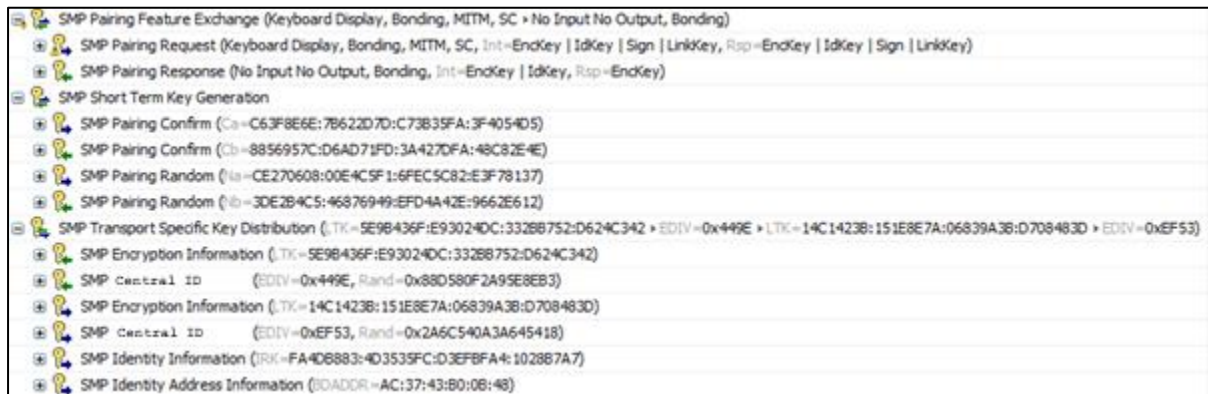 SMP Pairing Feature Exchange (Keyboard Display, Bonding, MITM, SC > No Input No Output, Bonding)
SMP Pairing Request (Keyboard Display, Bonding, MITM, SC, Int=EncKey | IdKey | Sign | LinkKey, Rsp=EncKey | IdKey | Sign | LinkKey)
SMP Pairing Response (No Input No Output, Bonding, Int=EncKey | IdKey, Rsp=EncKey)
SMP Short Term Key Generation
SMP Pairing Confirm (Ca=C63F8E6E:7B622D7D:C73B35FA:3F4054D5)
SMP Pairing Confirm (Cb=8856957C:D6AD71FD:3A427DFA:48C82E4E)
SMP Pairing Random (Na=CE270608:00E4C5F1:6FEC5C82:E3F78137)
SMP Pairing Random (Nb=3DE2B4C5:46876949:EFD4A42E:9662E612)
SMP Transport Specific Key Distribution (LTK=5E9B436F:E93024DC:332BB752:D624C342 > EDIV=0x449E > LTK=14C1423B:151E8E7A:06839A3B:D708483D > EDIV=0xEF53)
SMP Encryption Information (LTK=5E9B436F:E93024DC:332BB752:D624C342)
SMP Central ID (EDIV=0x449E, Rand=0x88D580F2A95E8EB3)
SMP Encryption Information (LTK=14C1423B:151E8E7A:06839A3B:D708483D)
SMP Central ID (EDIV=0xEF53, Rand=0x2A6C540A3A645418)
SMP Identity Information (IRK=FA4DB883:4D3535FC:D3EFBFA4:1028B7A7)
SMP Identity Address Information (BDADDR=AC:37:43:B0:0B:48)